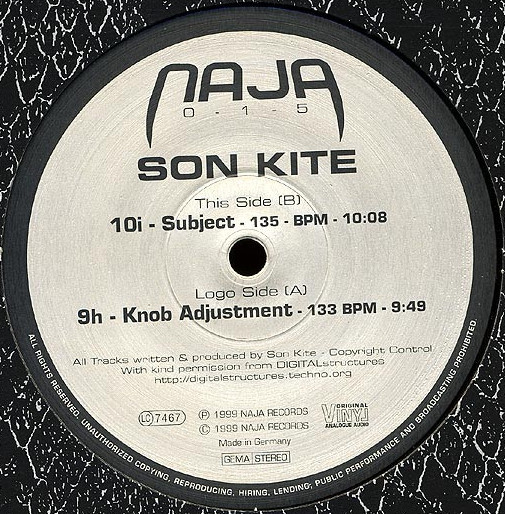 NAJA
0-1-5
SON KITE
This Side (B)
10i - Subject - 135 - BPM - 10:08
Logo Side (A)
9h - Knob Adjustment - 133 BPM - 9:49
All Tracks written & produced by Son Kite - Copyright Control
With kind permission from DIGITALstructures
http://digitalstructures.techno.org
LC 7467
℗ 1999 NAJA RECORDS
© 1999 NAJA RECORDS
Made in Germany
GEMA STEREO
ORIGINAL
VINYL
ANALOGUE AUDIO
ALL RIGHTS RESERVED. UNAUTHORIZED COPYING, REPRODUCING, HIRING, LENDING, PUBLIC PERFORMANCE AND BROADCASTING PROHIBITED